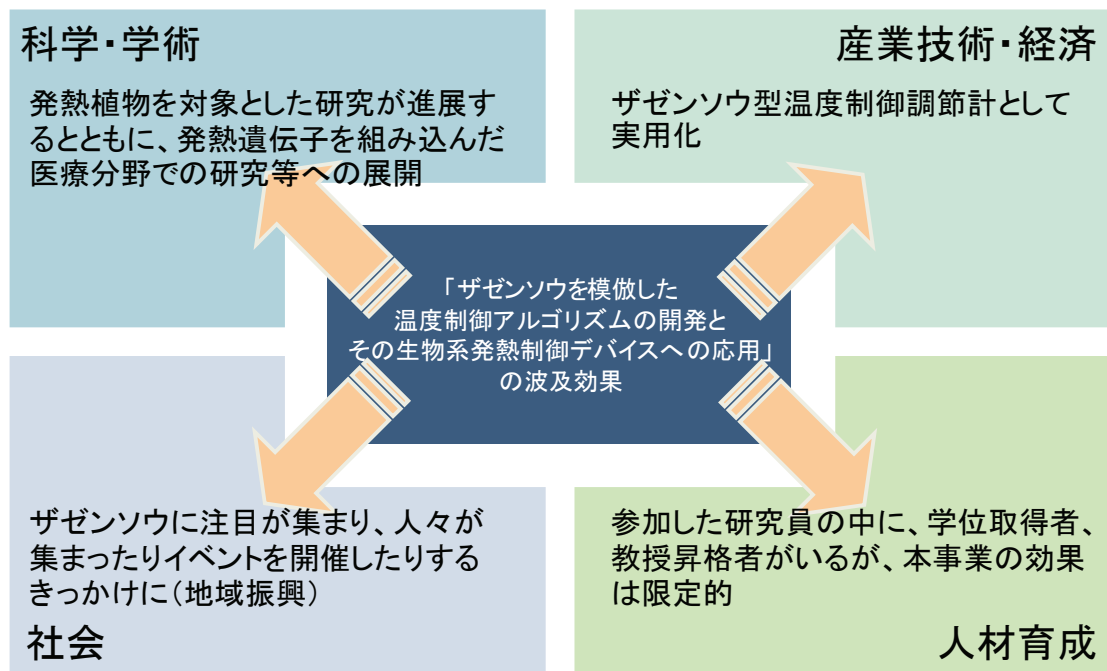 科学・学術
発熱植物を対象とした研究が進展す
るとともに、発熱遺伝子を組み込んだ
医療分野での研究等への展開
産業技術・経済
ザゼンソウ型温度制御調節計として
実用化
「ザゼンソウを模倣した
温度制御アルゴリズムの開発と
その生物系発熱制御デバイスへの応用」
の波及効果
ザゼンソウに注目が集まり、人々が
集まったりイベントを開催したりする
きっかけに（地域振興）
社会
参加した研究員の中に、学位取得者、
教授昇格者がいるが、本事業の効果
は限定的
人材育成